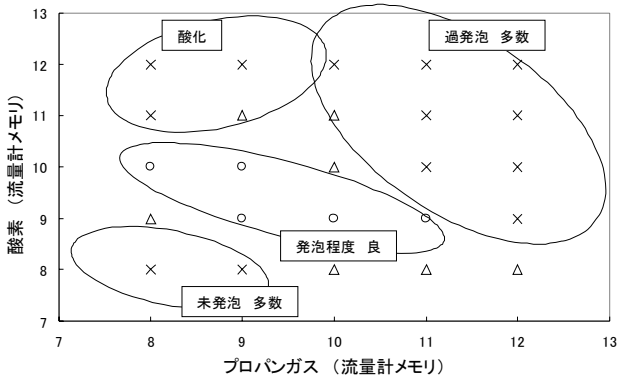 13
12
11
10
9
8
7
7 8 9 10 11 12 13
酸素 (流量計メモリ)
プロパンガス (流量計メモリ)
酸化
過発泡 多数
発泡程度 良
未発泡 多数